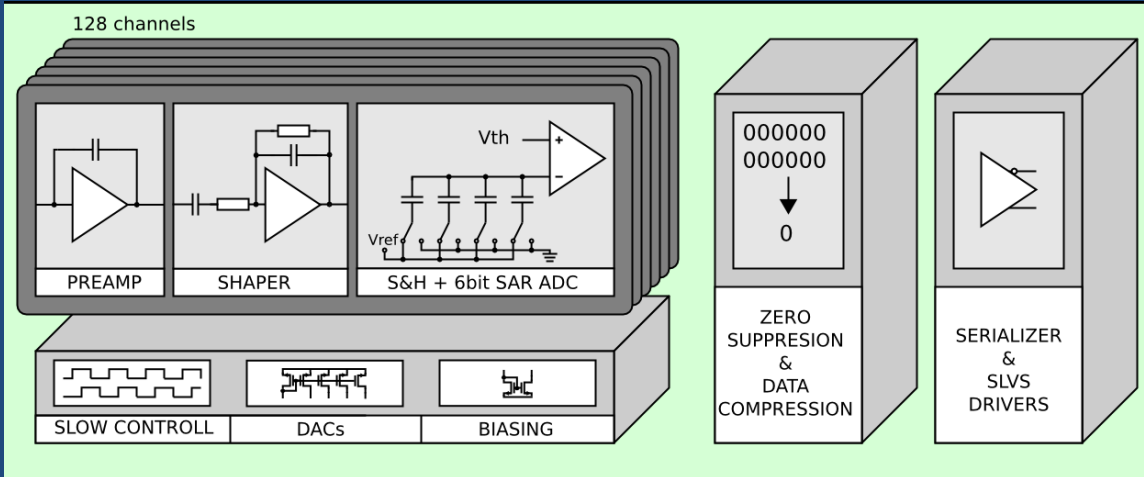 128 channels
Vth
+
−
Vref
PREAMP
SHAPER
S&H + 6bit SAR ADC
SLOW CONTROLL
DACs
BIASING
000000
000000
0
ZERO
SUPPRESION
&
DATA
COMPRESSION
SERIALIZER
&
SLVS
DRIVERS